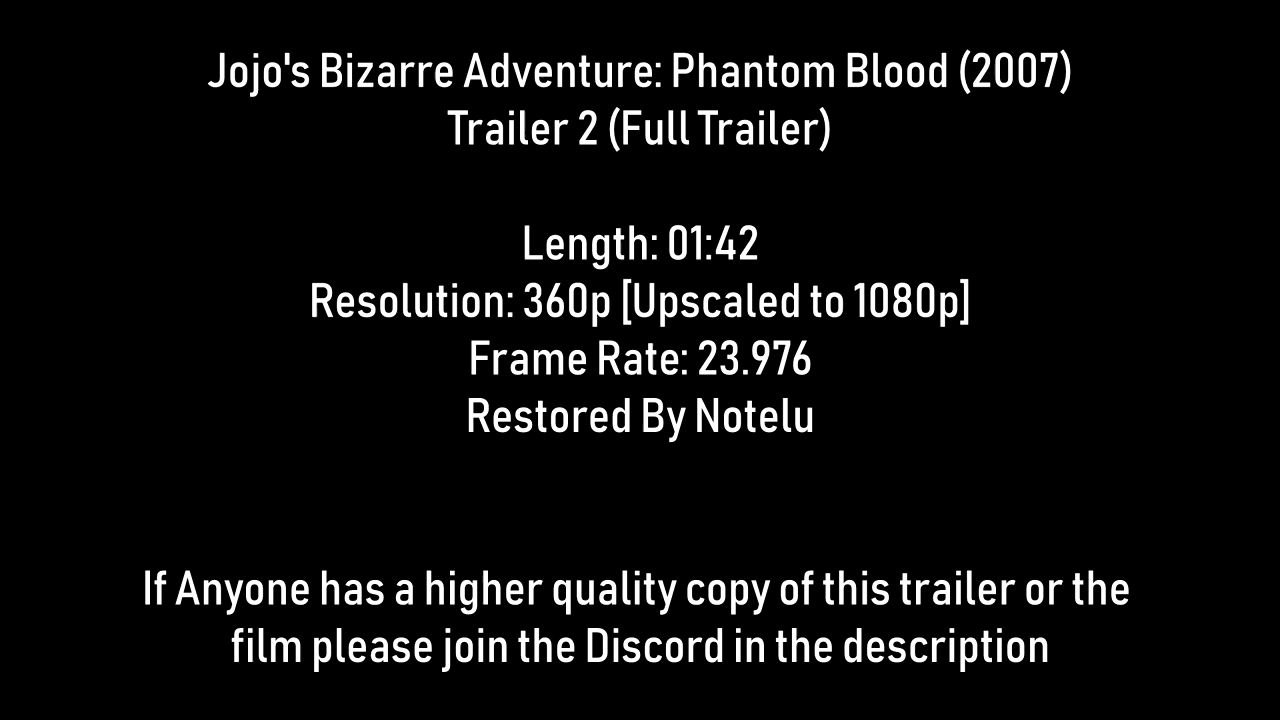 Jojo's Bizarre Adventure: Phantom Blood (2007)
Trailer 2 (Full Trailer)
Length: 01:42
Resolution: 360p [Upscaled to 1080p]
Frame Rate: 23.976
Restored By Notelu
If Anyone has a higher quality copy of this trailer or the
film please join the Discord in the description